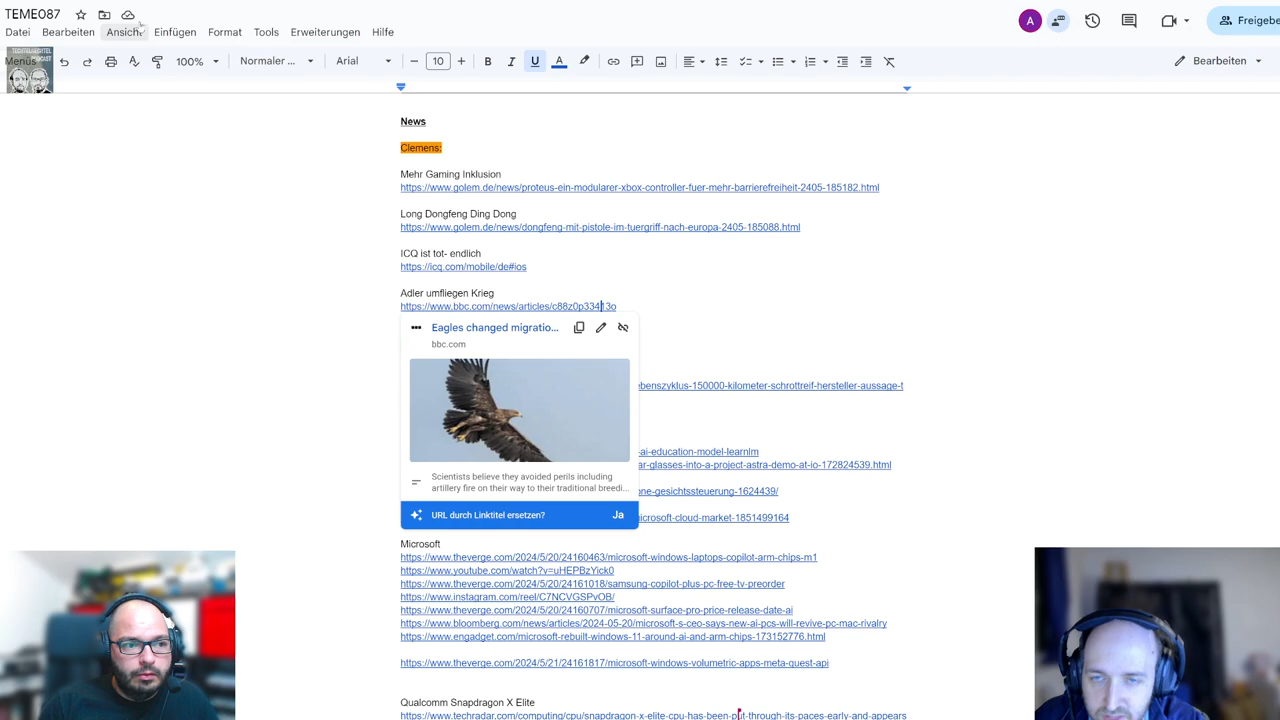 TEME087
Datei Bearbeiten Ansicht Einfügen Format Tools Erweiterungen Hilfe
A
Freigebe
Menüs
100% Normaler ... Arial 10 B I U A
Bearbeiten
News
Clemens:
Mehr Gaming Inklusion
https://www.golem.de/news/proteus-ein-modularer-xbox-controller-fuer-mehr-barrierefreiheit-2405-185182.html
Long Dongfeng Ding Dong
https://www.golem.de/news/dongfeng-mit-pistole-im-tuergriff-nach-europa-2405-185088.html
ICQ ist tot- endlich
https://icq.com/mobile/de#ios
Adler umfliegen Krieg
https://www.bbc.com/news/articles/c88z0p33413o
Eagles changed migratio...
bbc.com
ebenszyklus-150000-kilometer-schrottreif-hersteller-aussage-t
-ai-education-model-learnlm
ar-glasses-into-a-project-astra-demo-at-io-172824539.html
Scientists believe they avoided perils including
artillery fire on their way to their traditional breedi...
one-gesichtssteuerung-1624439/
URL durch Linktitel ersetzen? Ja
icrosoft-cloud-market-1851499164
Microsoft
https://www.theverge.com/2024/5/20/24160463/microsoft-windows-laptops-copilot-arm-chips-m1
https://www.youtube.com/watch?v=uHEPBzYick0
https://www.theverge.com/2024/5/20/24161018/samsung-copilot-plus-pc-free-tv-preorder
https://www.instagram.com/reel/C7NCVGSPvOB/
https://www.theverge.com/2024/5/20/24160707/microsoft-surface-pro-price-release-date-ai
https://www.bloomberg.com/news/articles/2024-05-20/microsoft-s-ceo-says-new-ai-pcs-will-revive-pc-mac-rivalry
https://www.engadget.com/microsoft-rebuilt-windows-11-around-ai-and-arm-chips-173152776.html
https://www.theverge.com/2024/5/21/24161817/microsoft-windows-volumetric-apps-meta-quest-api
Qualcomm Snapdragon X Elite
https://www.techradar.com/computing/cpu/snapdragon-x-elite-cpu-has-been-put-through-its-paces-early-and-appears